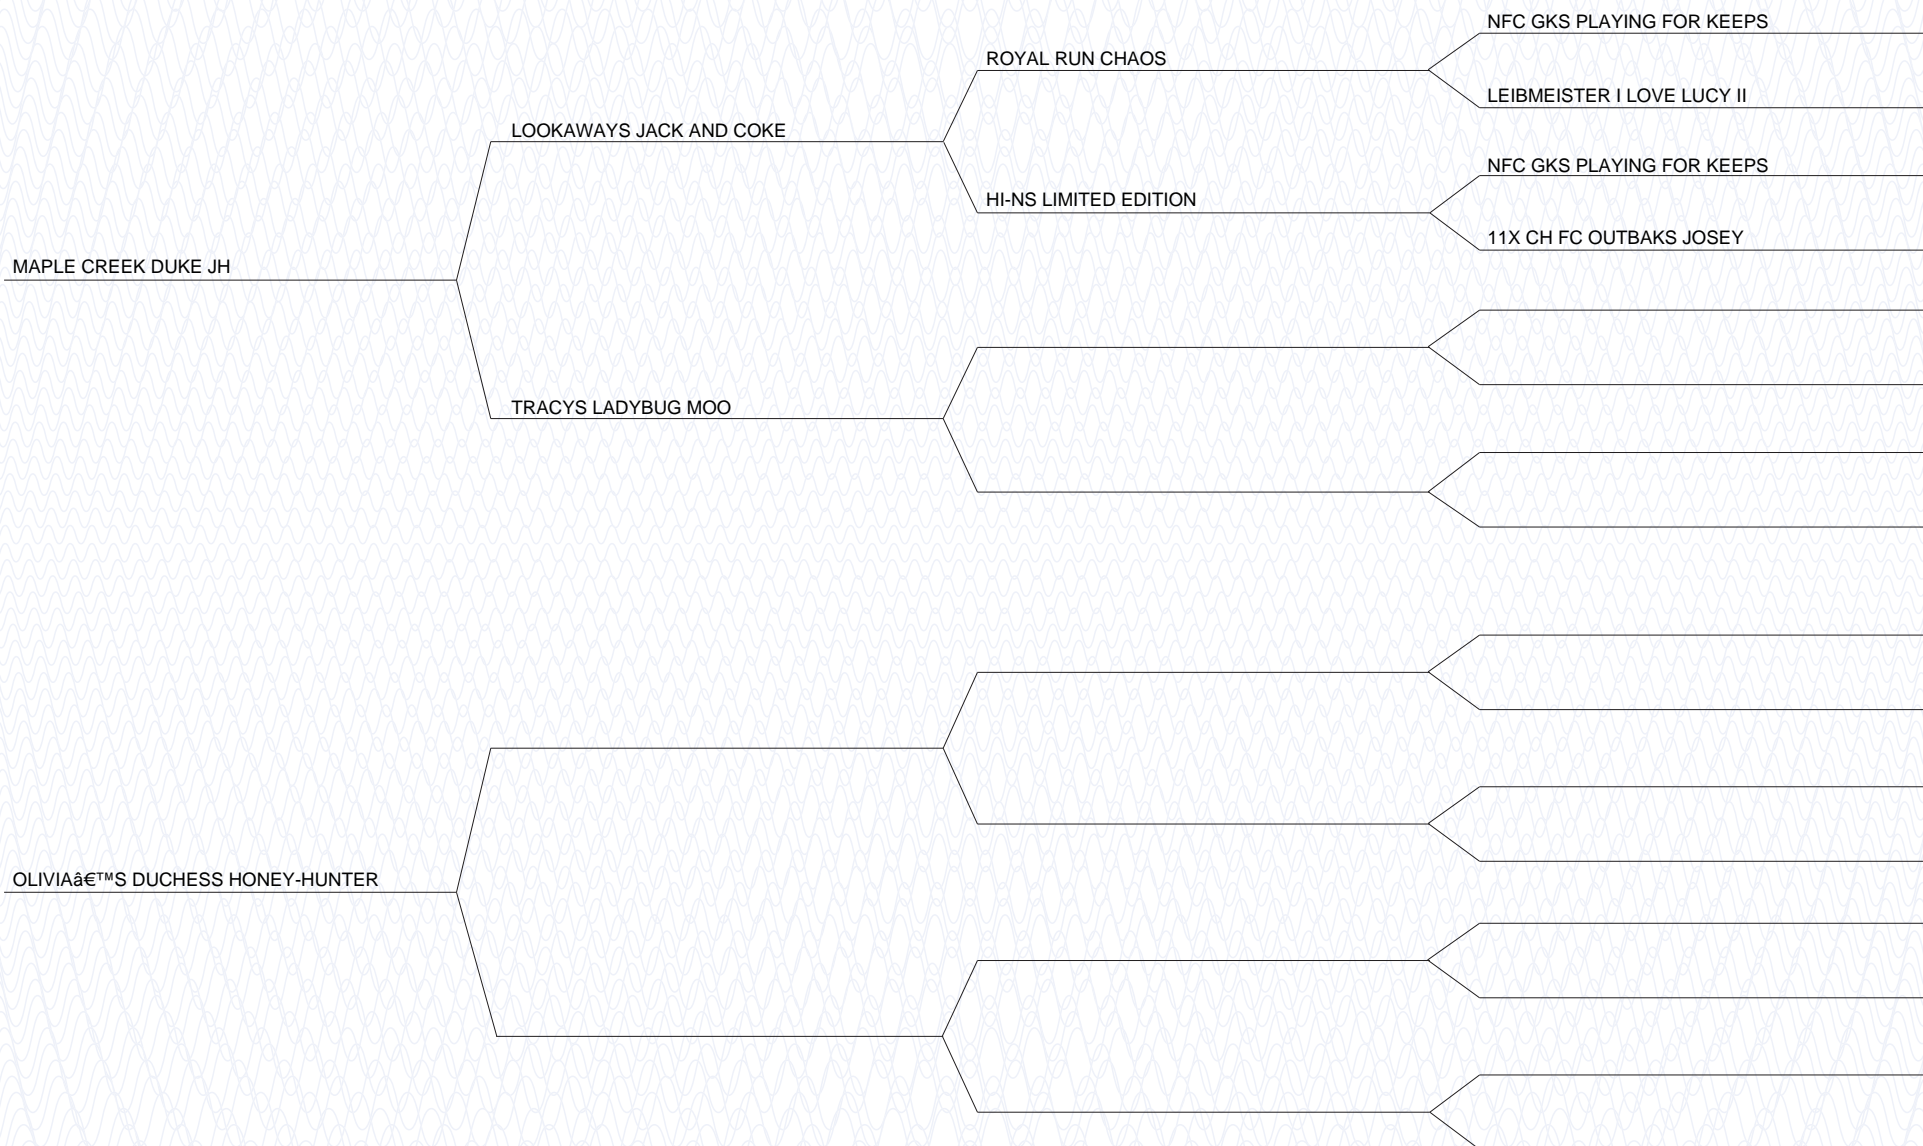 NFC GKS PLAYING FOR KEEPS
ROYAL RUN CHAOS
LEIBMEISTER I LOVE LUCY II
LOOKAWAYS JACK AND COKE
NFC GKS PLAYING FOR KEEPS
HI-NS LIMITED EDITION
11X CH FC OUTBAKS JOSEY
MAPLE CREEK DUKE JH
TRACYS LADYBUG MOO
OLIVIAâ€™S DUCHESS HONEY-HUNTER